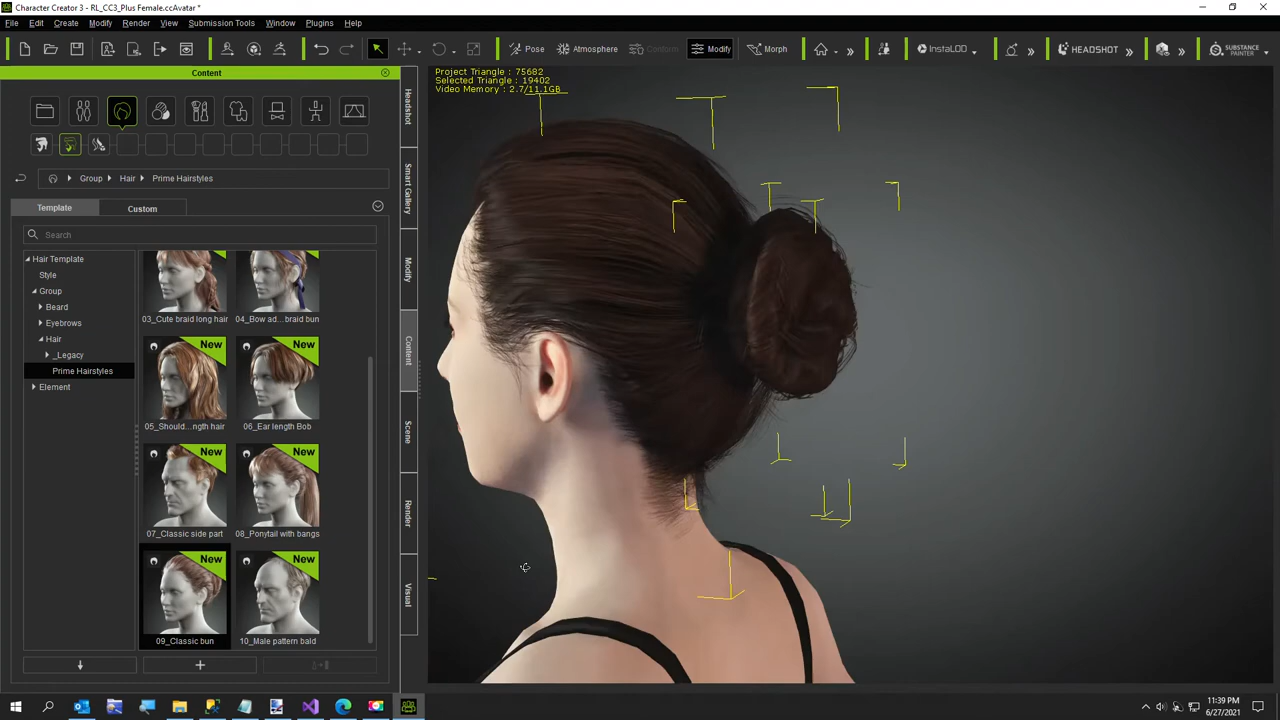 Character Creator 3 - RL_CC3_Plus Female.ccAvatar *
File Edit Create Modify Render View Submission Tools Window Plugins Help
Pose Atmosphere Conform Modify Morph InstaLOD HEADSHOT SUBSTANCE PAINTER
Content
Project Triangle : 75682
Selected Triangle : 19402
Video Memory : 2.7/11.1GB
Headshot
Smart Gallery
Modify
Content
Scene
Render
Visual
Group Hair Prime Hairstyles
Template Custom
Search
Hair Template
Style
Group
Beard
Eyebrows
Hair
_Legacy
Prime Hairstyles
Element
03_Cute braid long hair 04_Bow ad... braid bun
New New
05_Should...ngth hair 06_Ear length Bob
New New
07_Classic side part 08_Ponytail with bangs
New New
09_Classic bun 10_Male pattern bald
11:39 PM
6/27/2021